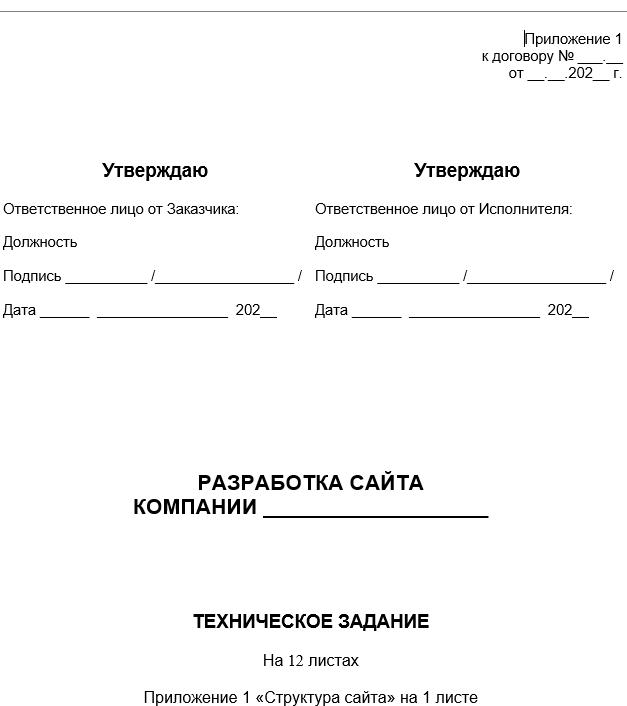 Приложение 1
к договору № ___.__
от __.__.202__ г.
Утверждаю
Ответственное лицо от Заказчика:
Должность
Подпись __________ /_________________ /
Дата ______ ________________ 202__
Утверждаю
Ответственное лицо от Исполнителя:
Должность
Подпись __________ /_________________ /
Дата ______ ________________ 202__
РАЗРАБОТКА САЙТА
КОМПАНИИ ___________________
ТЕХНИЧЕСКОЕ ЗАДАНИЕ
На 12 листах
Приложение 1 «Структура сайта» на 1 листе